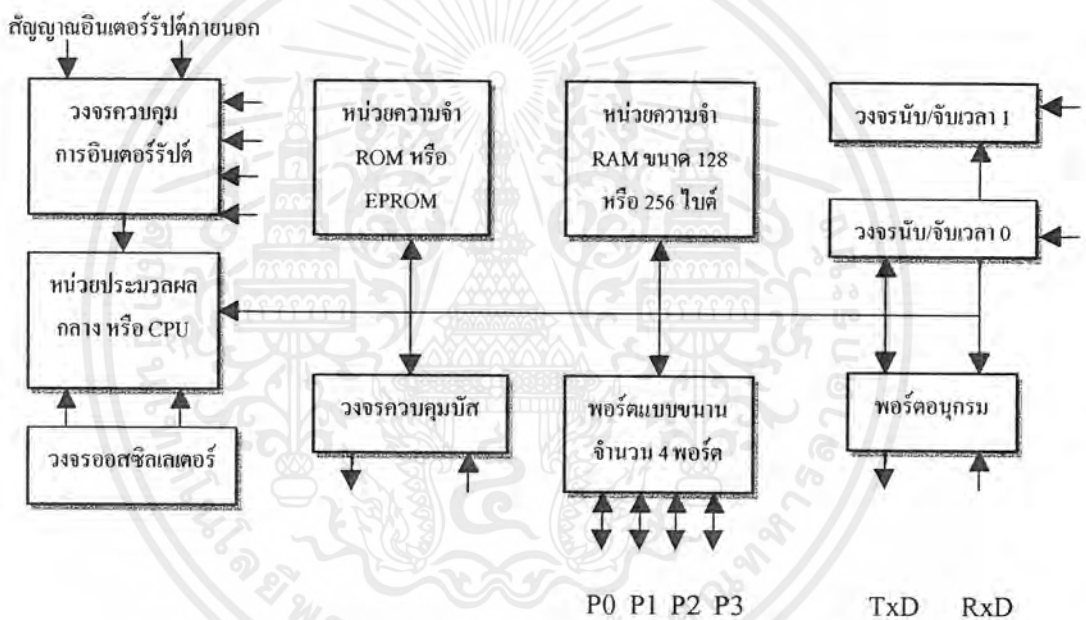 สัญญาณอินเตอร์รัปต์ภายนอก
วงจรควบคุม
การอินเตอร์รัปต์
หน่วยความจำ
ROM หรือ
EPROM
หน่วยความจำ
RAM ขนาด 128
หรือ 256 ไบต์
วงจรนับ/จับเวลา 1
วงจรนับ/จับเวลา 0
หน่วยประมวลผล
กลาง หรือ CPU
วงจรออสซิลเลเตอร์
วงจรควบคุมบัส
พอร์ตแบบขนาน
จำนวน 4 พอร์ต
พอร์ตอนุกรม
P0 P1 P2 P3
TxD RxD